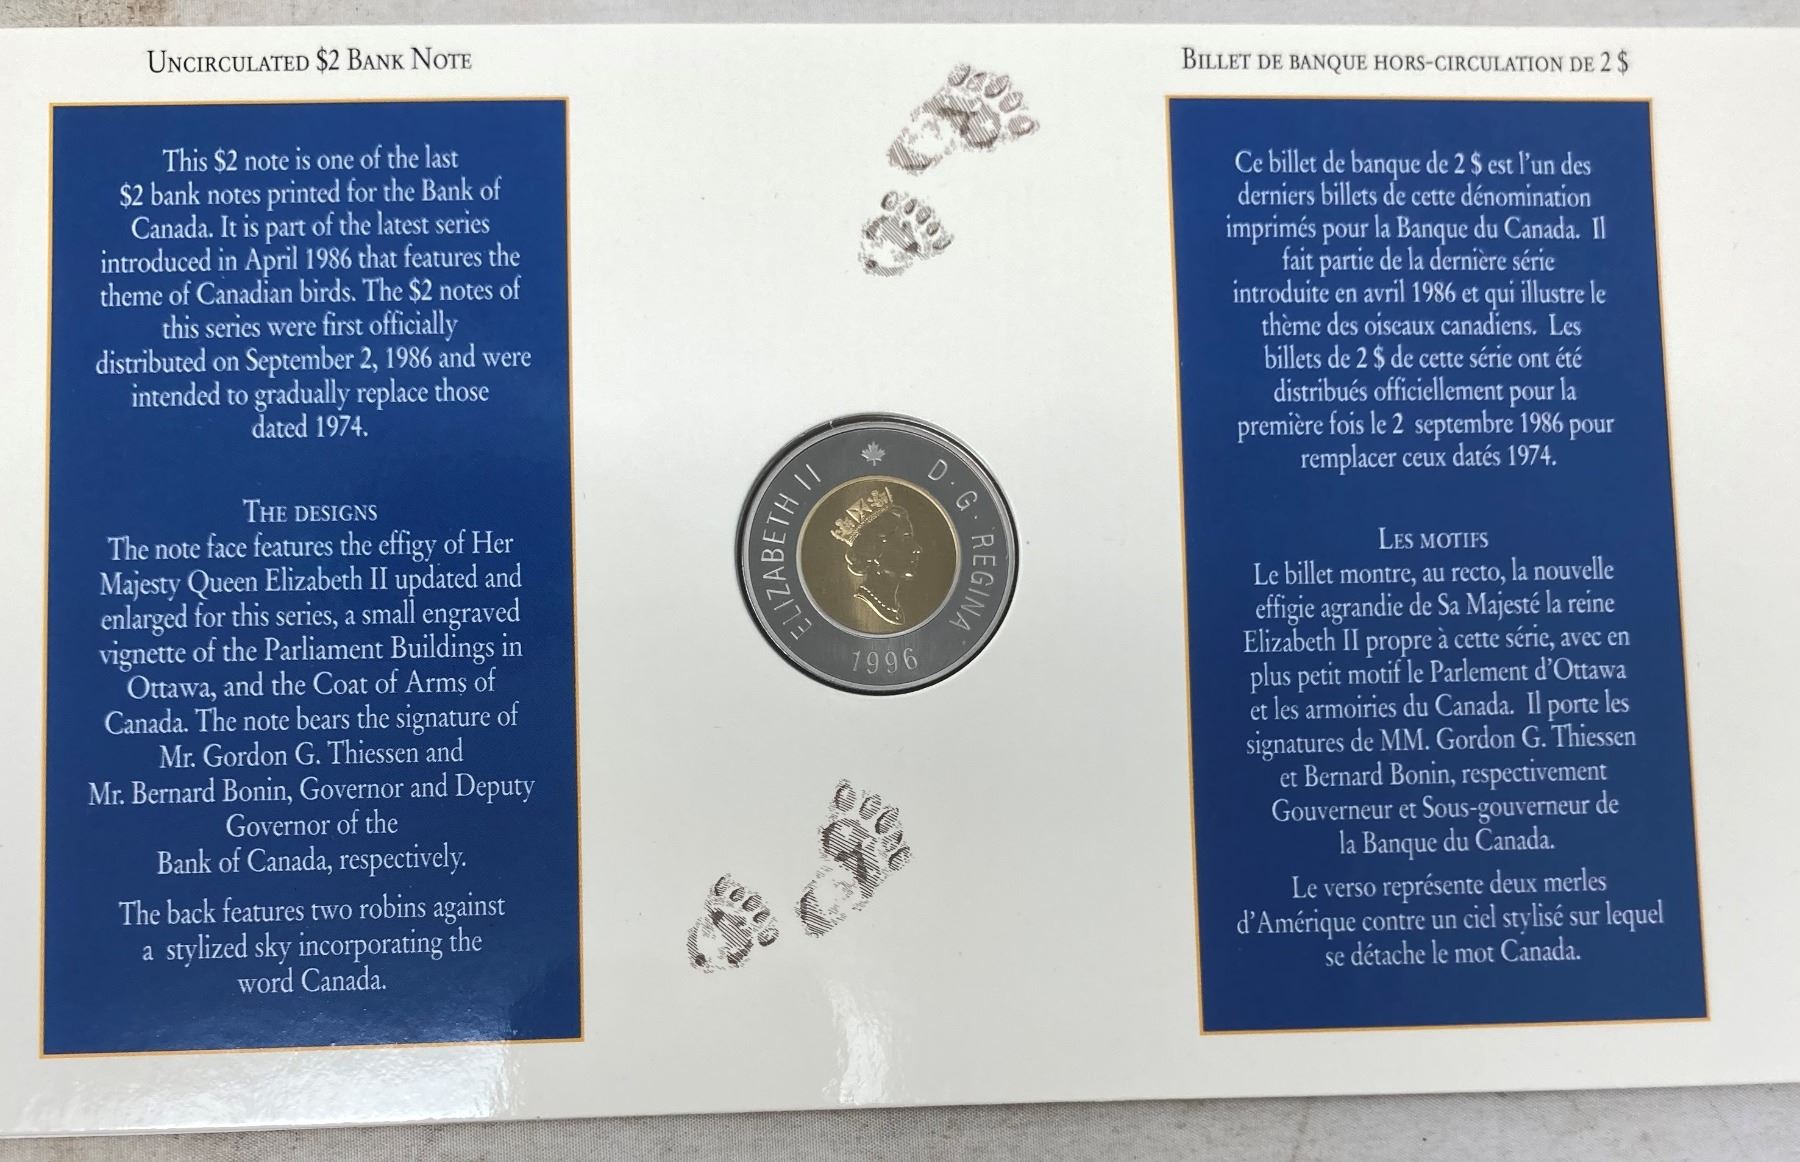 UNCIRCULATED $2 BANK NOTE
This $2 note is one of the last
$2 bank notes printed for the Bank of
Canada. It is part of the latest series
introduced in April 1986 that features the
theme of Canadian birds. The $2 notes of
this series were first officially
distributed on September 2, 1986 and were
intended to gradually replace those
dated 1974.
THE DESIGNS
The note face features the effigy of Her
Majesty Queen Elizabeth II updated and
enlarged for this series, a small engraved
vignette of the Parliament Buildings in
Ottawa, and the Coat of Arms of
Canada. The note bears the signature of
Mr. Gordon G. Thiessen and
Mr. Bernard Bonin, Governor and Deputy
Governor of the
Bank of Canada, respectively.
The back features two robins against
a stylized sky incorporating the
word Canada.
ELIZABETH II D·G·REGINA
1996
BILLET DE BANQUE HORS-CIRCULATION DE 2 $
Ce billet de banque de 2 $ est l'un des
derniers billets de cette dénomination
imprimés pour la Banque du Canada. Il
fait partie de la dernière série
introduite en avril 1986 et qui illustre le
thème des oiseaux canadiens. Les
billets de 2 $ de cette série ont été
distribués officiellement pour la
première fois le 2 septembre 1986 pour
remplacer ceux datés 1974.
LES MOTIFS
Le billet montre, au recto, la nouvelle
effigie agrandie de Sa Majesté la reine
Elizabeth II propre à cette série, avec en
plus petit motif le Parlement d'Ottawa
et les armoiries du Canada. Il porte les
signatures de MM. Gordon G. Thiessen
et Bernard Bonin, respectivement
Gouverneur et Sous-gouverneur de
la Banque du Canada.
Le verso représente deux merles
d'Amérique contre un ciel stylisé sur lequel
se détache le mot Canada.